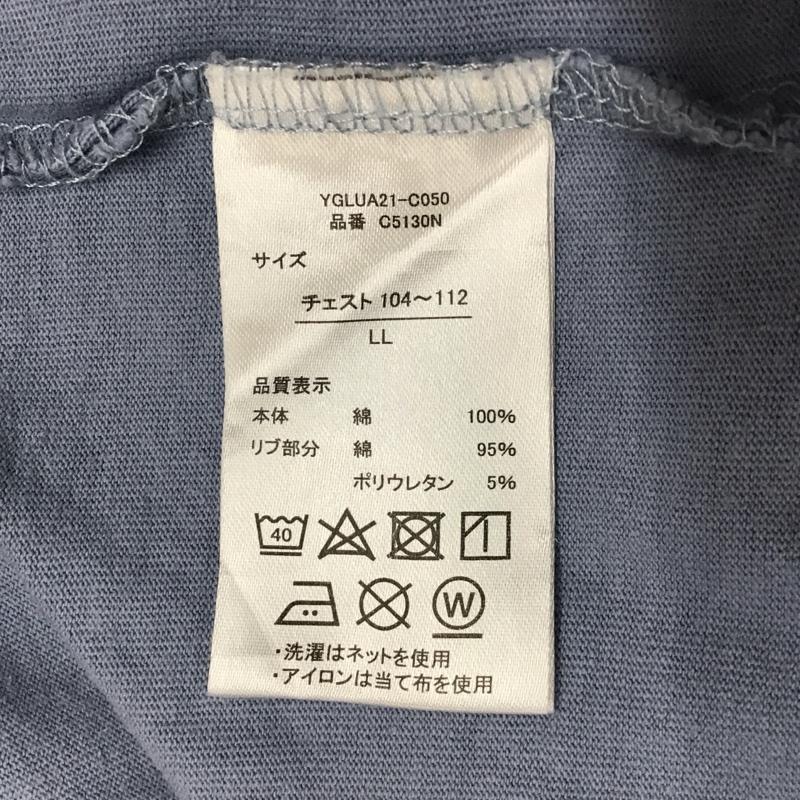 YGLUA21-C050
品番 C5130N
サイズ
チェスト 104～112
LL
品質表示
本体 綿 100%
リブ部分 綿 95%
ポリウレタン 5%
40
W
・洗濯はネットを使用
・アイロンは当て布を使用